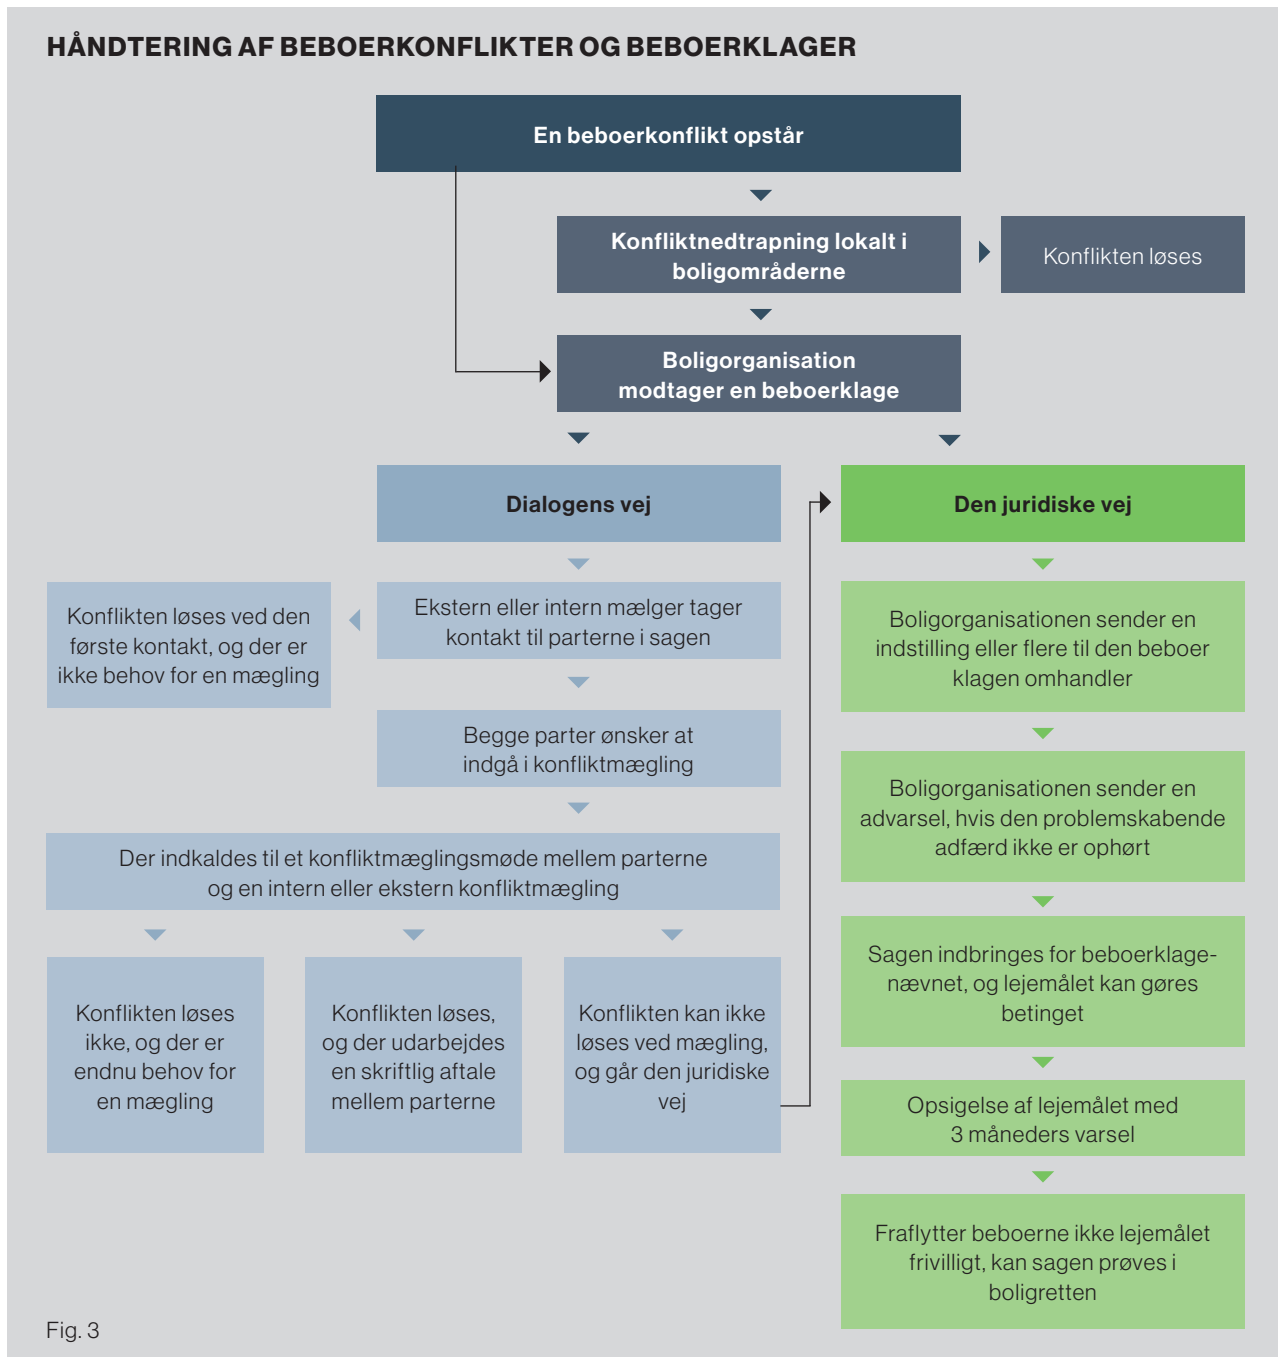 HÅNDTERING AF BEBOERKONFLIKTER OG BEBOERKLAGER
En beboerkonflikt opstår
Konfliktnedtrapning lokalt i
boligområderne
Konflikten løses
Boligorganisation
modtager en beboerklage
Dialogens vej
Ekstern eller intern mælger tager
kontakt til parterne i sagen
Konflikten løses ved den
første kontakt, og der er
ikke behov for en mægling
Begge parter ønsker at
indgå i konfliktmægling
Der indkaldes til et konfliktmæglingsmøde mellem parterne
og en intern eller ekstern konfliktmægling
Konflikten løses
ikke, og der er
endnu behov for
en mægling
Konflikten løses,
og der udarbejdes
en skriftlig aftale
mellem parterne
Konflikten kan ikke
løses ved mægling,
og går den juridiske
vej
Den juridiske vej
Boligorganisationen sender en
indstilling eller flere til den beboer
klagen omhandler
Boligorganisationen sender en
advarsel, hvis den problemskabende
adfærd ikke er ophørt
Sagen indbringes for beboerklage-
nævnet, og lejemålet kan gøres
betinget
Opsigelse af lejemålet med
3 måneders varsel
Fraflytter beboerne ikke lejemålet
frivilligt, kan sagen prøves i
boligretten
Fig. 3